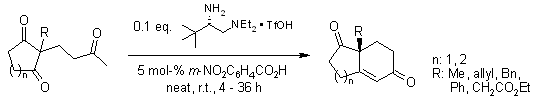 O
R
O
( )n
O
0.1 eq.
NH2
NEt2 • TfOH
5 mol-% m-NO2C6H4CO2H
neat, r.t., 4 - 36 h
O
R
( )n
O
n: 1, 2
R: Me, allyl, Bn,
Ph, CH2CO2Et